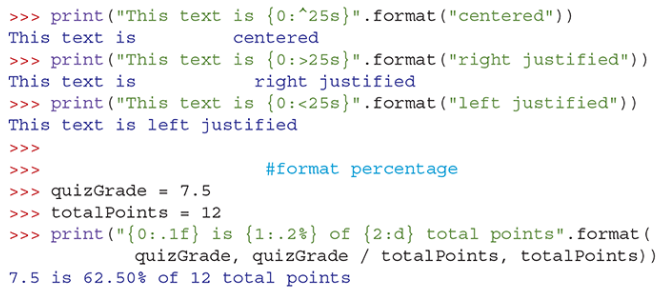 >>> print("This text is {0:^25s}".format("centered"))
This text is         centered
>>> print("This text is {0:>25s}".format("right justified"))
This text is           right justified
>>> print("This text is {0:<25s}".format("left justified"))
This text is left justified
>>>
>>>                     #format percentage
>>> quizGrade = 7.5
>>> totalPoints = 12
>>> print("{0:.1f} is {1:.2%} of {2:d} total points".format(
            quizGrade, quizGrade / totalPoints, totalPoints))
7.5 is 62.50% of 12 total points